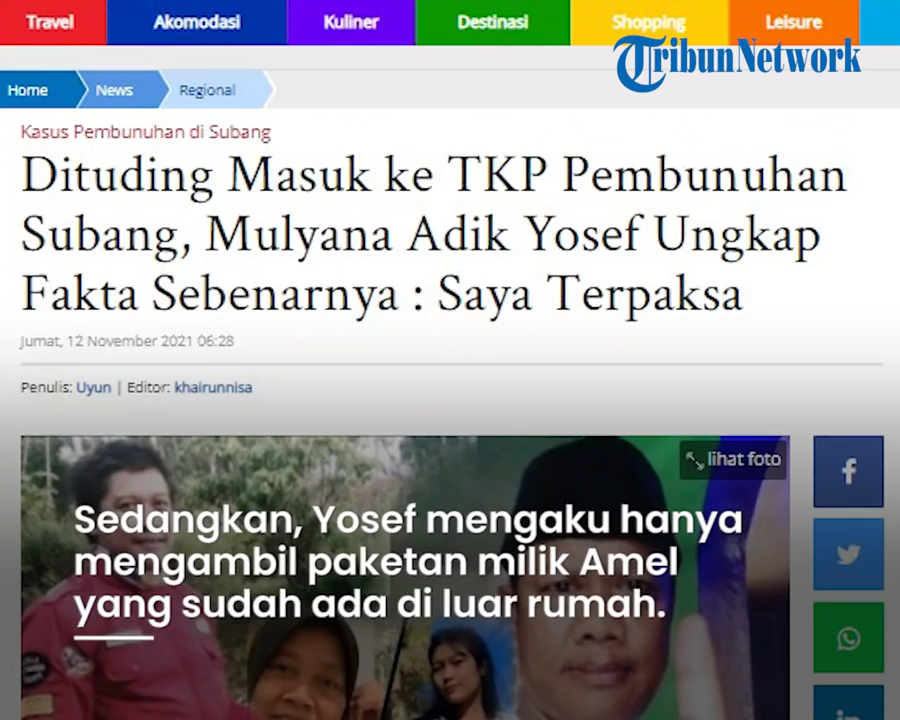 Travel
Akomodasi
Kuliner
Destinasi
Shopping
Leisure
TribunNetwork
Home
News
Regional
Kasus Pembunuhan di Subang
Dituding Masuk ke TKP Pembunuhan
Subang, Mulyana Adik Yosef Ungkap
Fakta Sebenarnya : Saya Terpaksa
Jumat, 12 November 2021 06:28
Penulis: Uyun | Editor: khairunnisa
lihat foto
Sedangkan, Yosef mengaku hanya
mengambil paketan milik Amel
yang sudah ada di luar rumah.